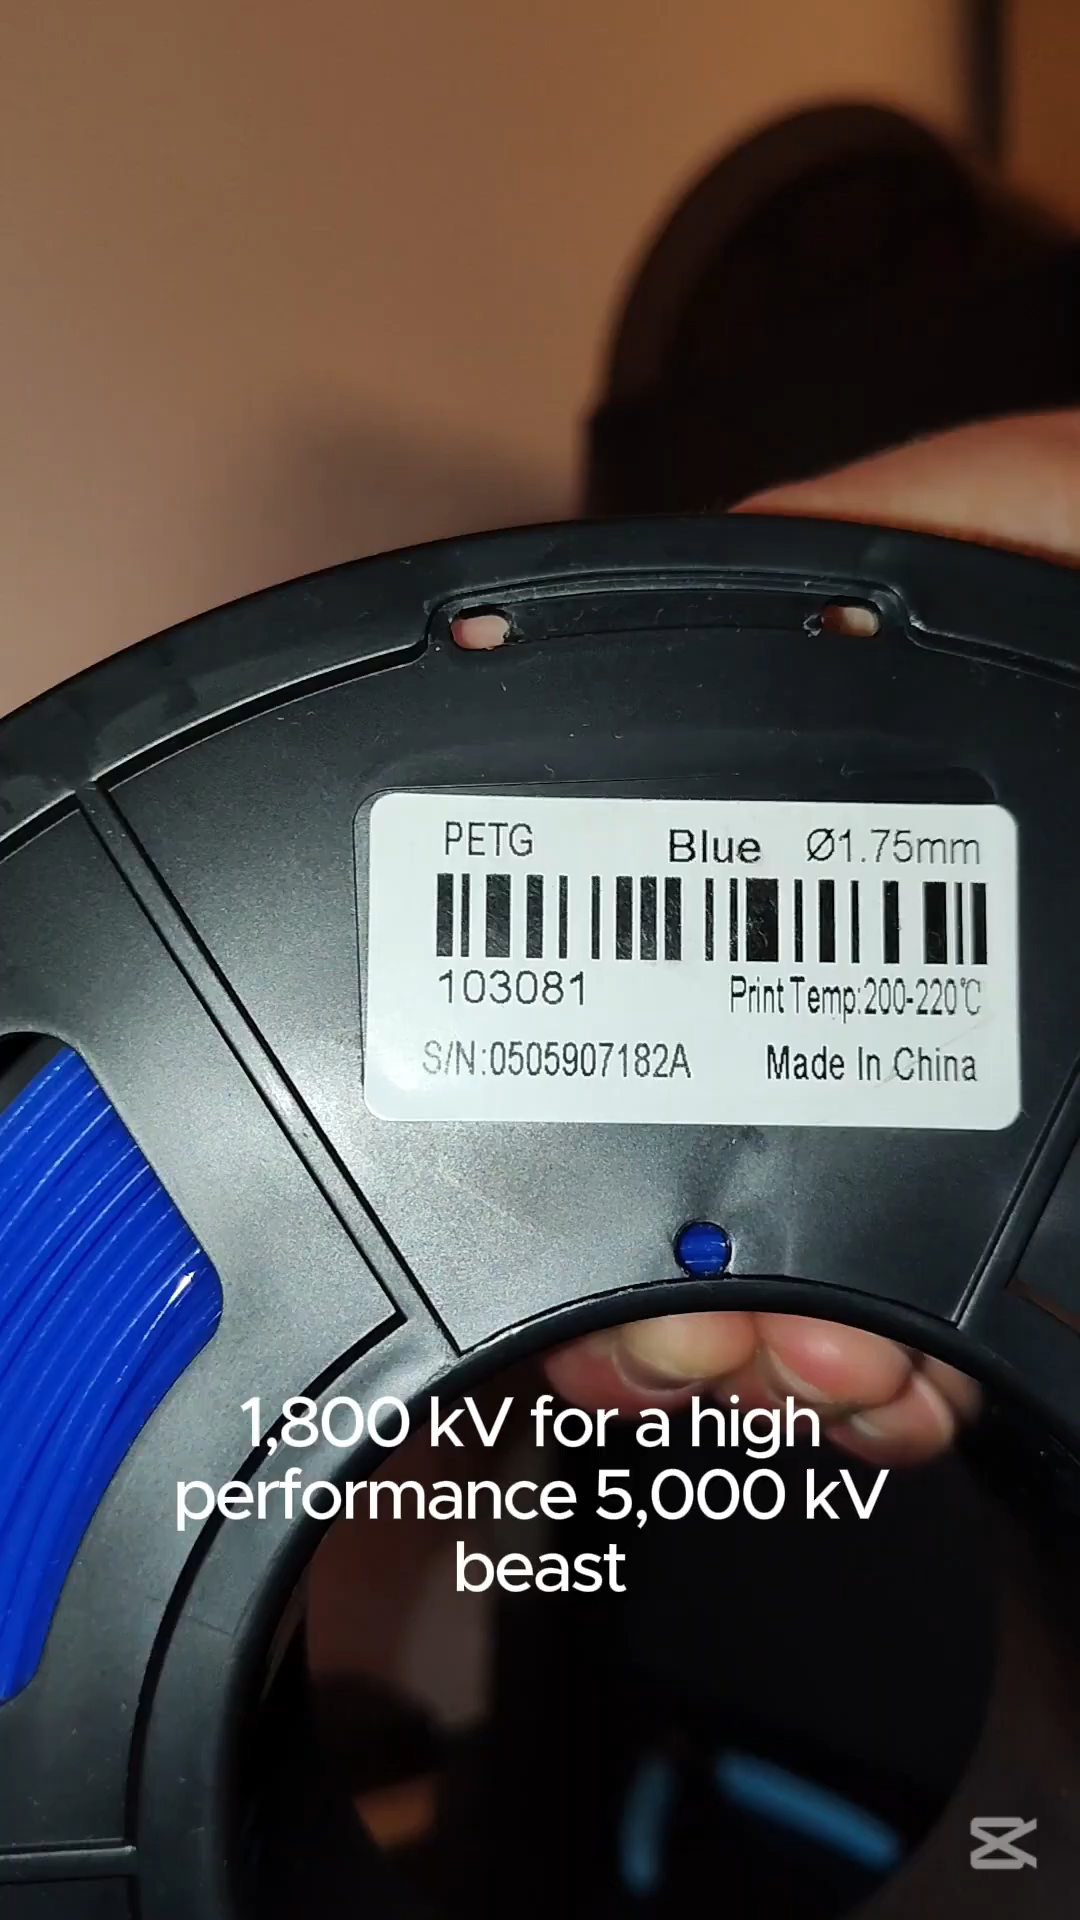 PETG Blue Ø1.75mm
103081 Print Temp:200-220℃
S/N:0505907182A Made In China
1,800 kV for a high
performance 5,000 kV
beast